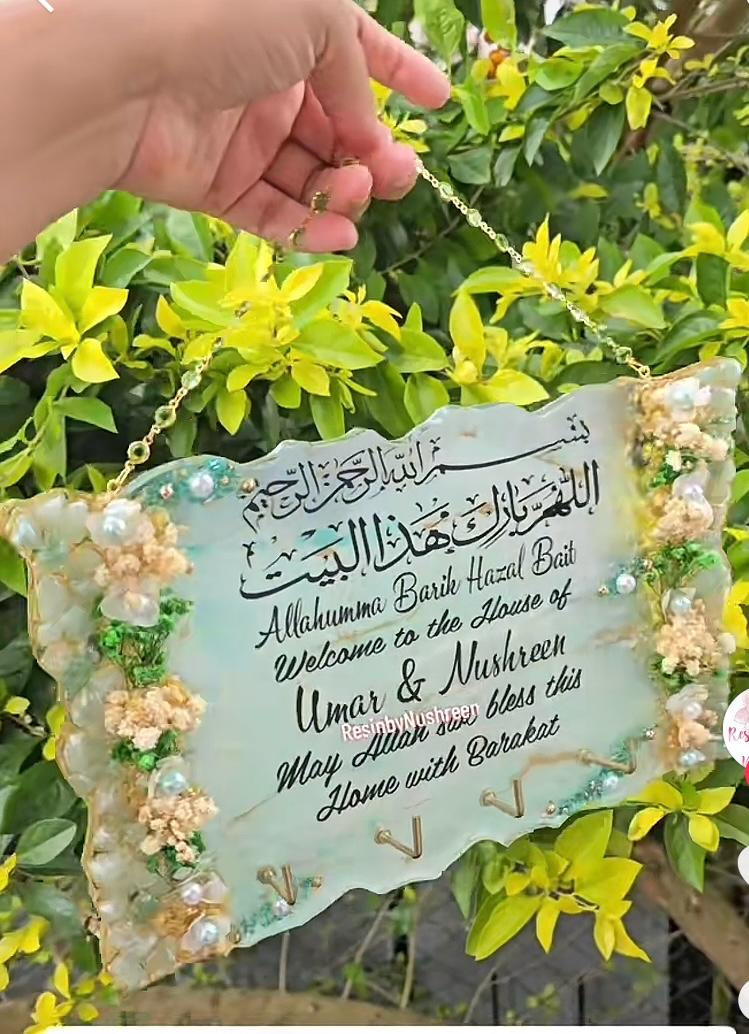 بسم الله الرحمن الرحيم
اللهم بارك هذا البيت
Allahumma Barik Hazal Bait
Welcome to the House of
Umar & Nushreen
ResinbyNushreen
May Allah swt bless this
Home with Barakat